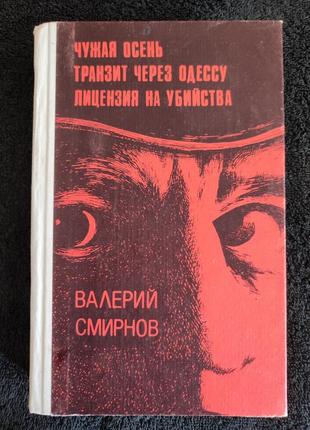 ЧУЖАЯ ОСЕНЬ
ТРАНЗИТ ЧЕРЕЗ ОДЕССУ
ЛИЦЕНЗИЯ НА УБИЙСТВА
ВАЛЕРИЙ
СМИРНОВ